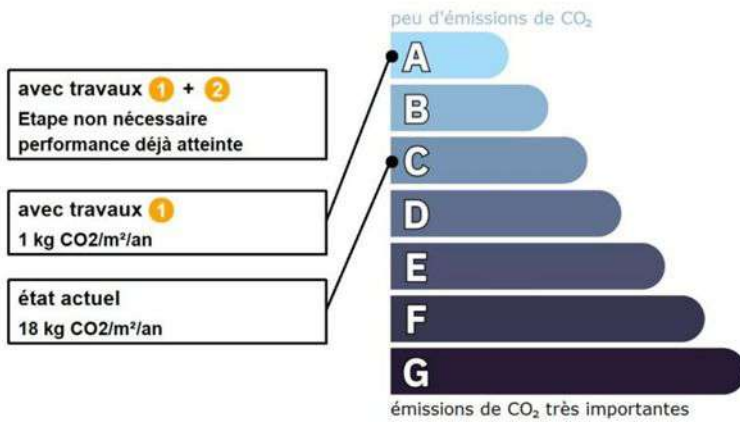 peu d'émissions de CO₂
avec travaux 1 + 2
Etape non nécessaire
performance déjà atteinte
avec travaux 1
1 kg CO2/m²/an
état actuel
18 kg CO2/m²/an
A
B
C
D
E
F
G
émissions de CO₂ très importantes